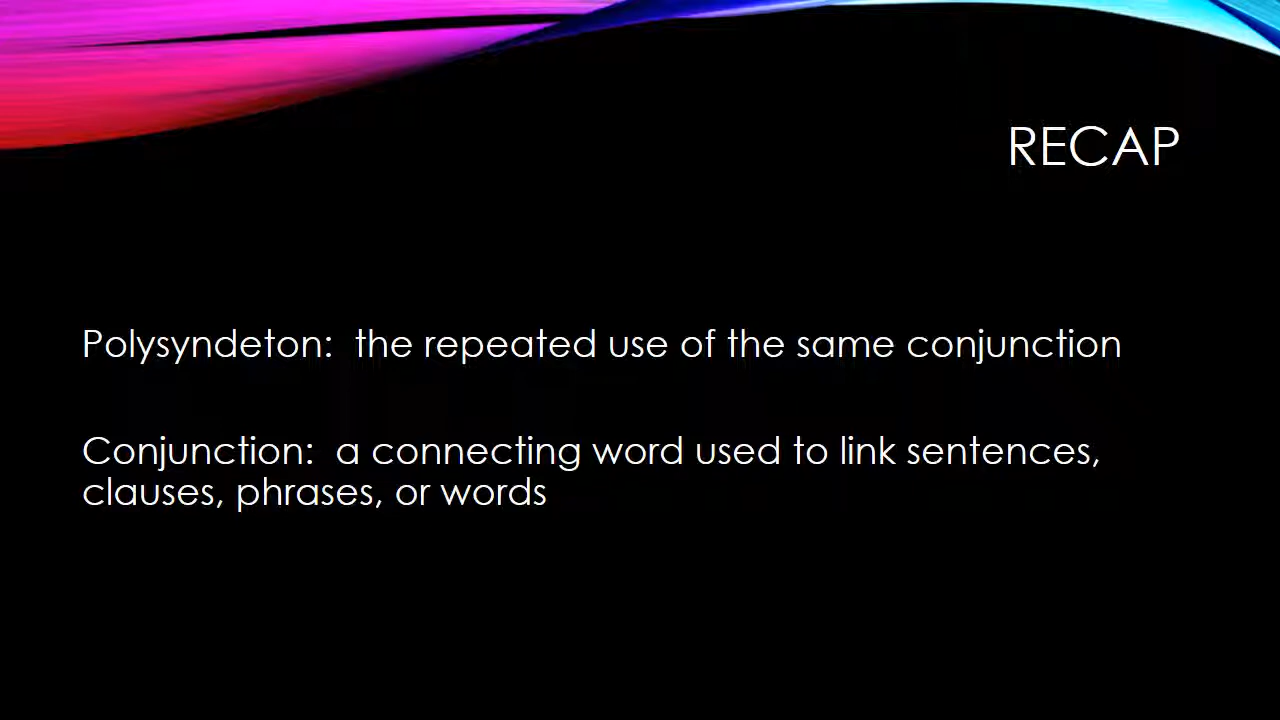 RECAP
Polysyndeton:  the repeated use of the same conjunction
Conjunction:  a connecting word used to link sentences,
clauses, phrases, or words